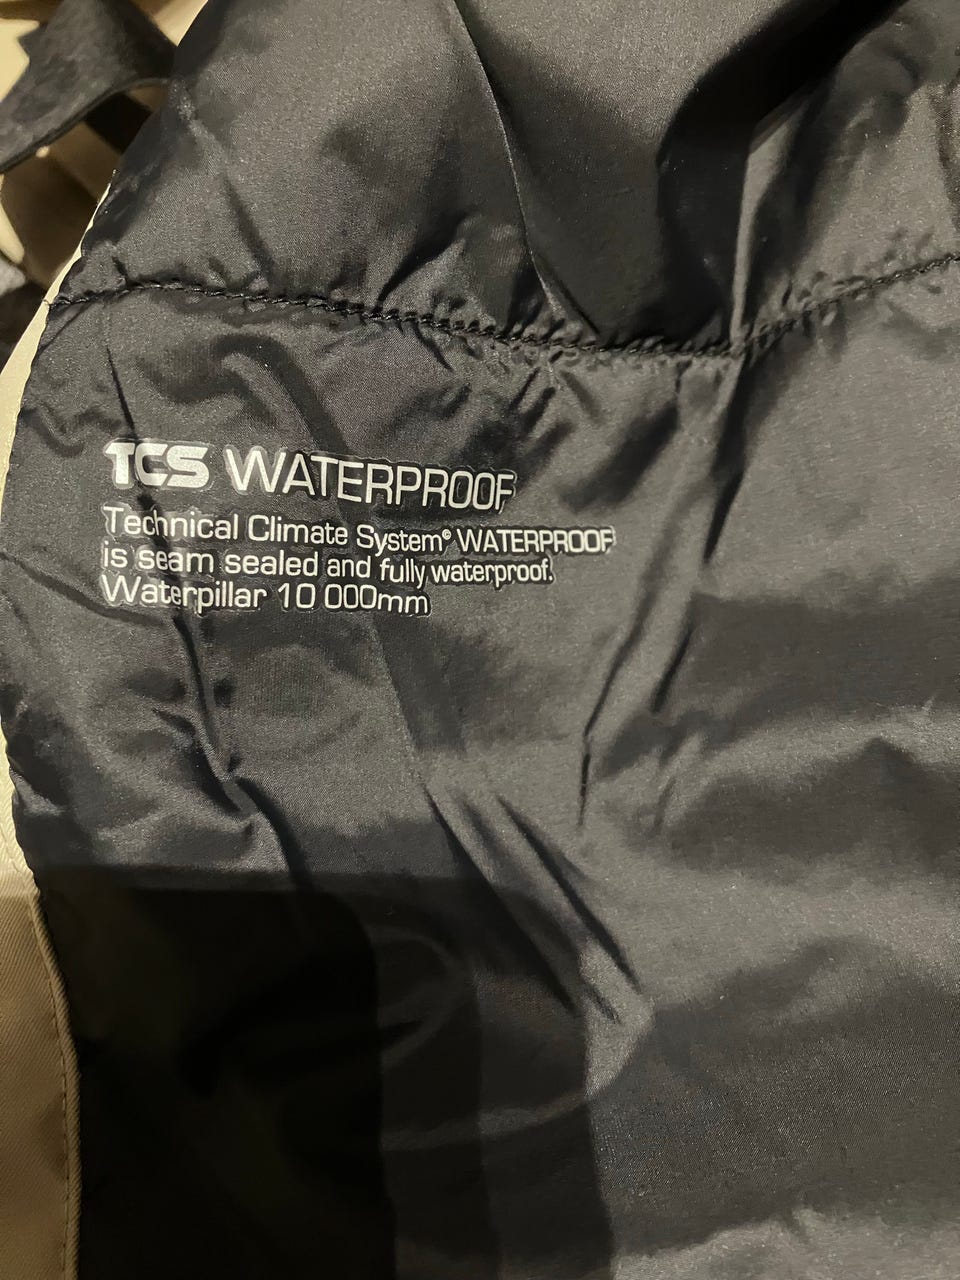 TCS WATERPROOF
Technical Climate System® WATERPROOF
is seam sealed and fully waterproof.
Waterpillar 10 000mm